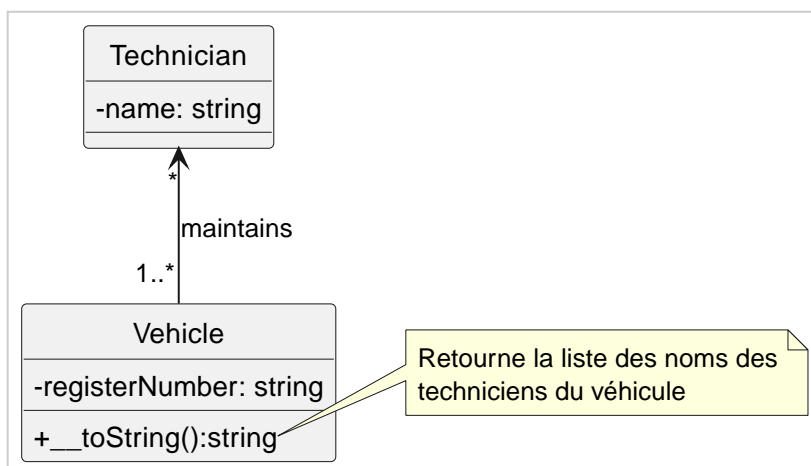 Technician
-name: string
*
maintains
1..*
Vehicle
-registerNumber: string
+__toString():string
Retourne la liste des noms des
techniciens du véhicule